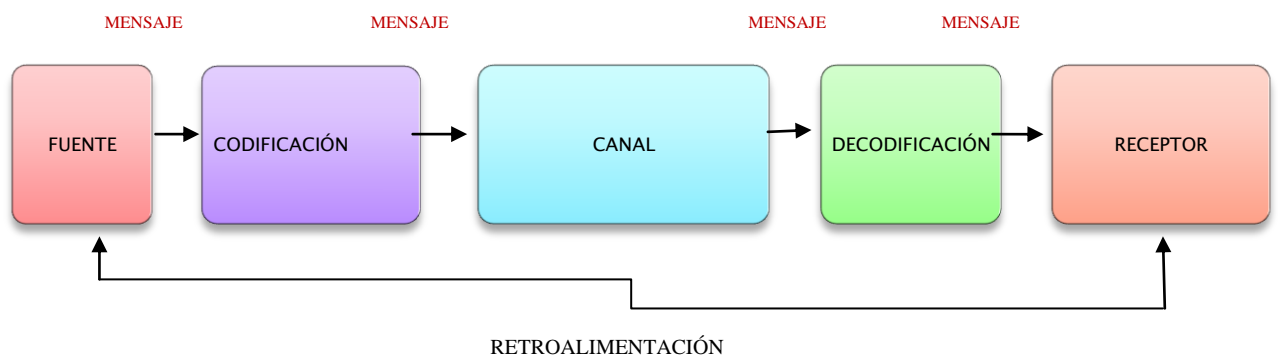 MENSAJE MENSAJE MENSAJE MENSAJE
FUENTE CODIFICACIÓN CANAL DECODIFICACIÓN RECEPTOR
RETROALIMENTACIÓN